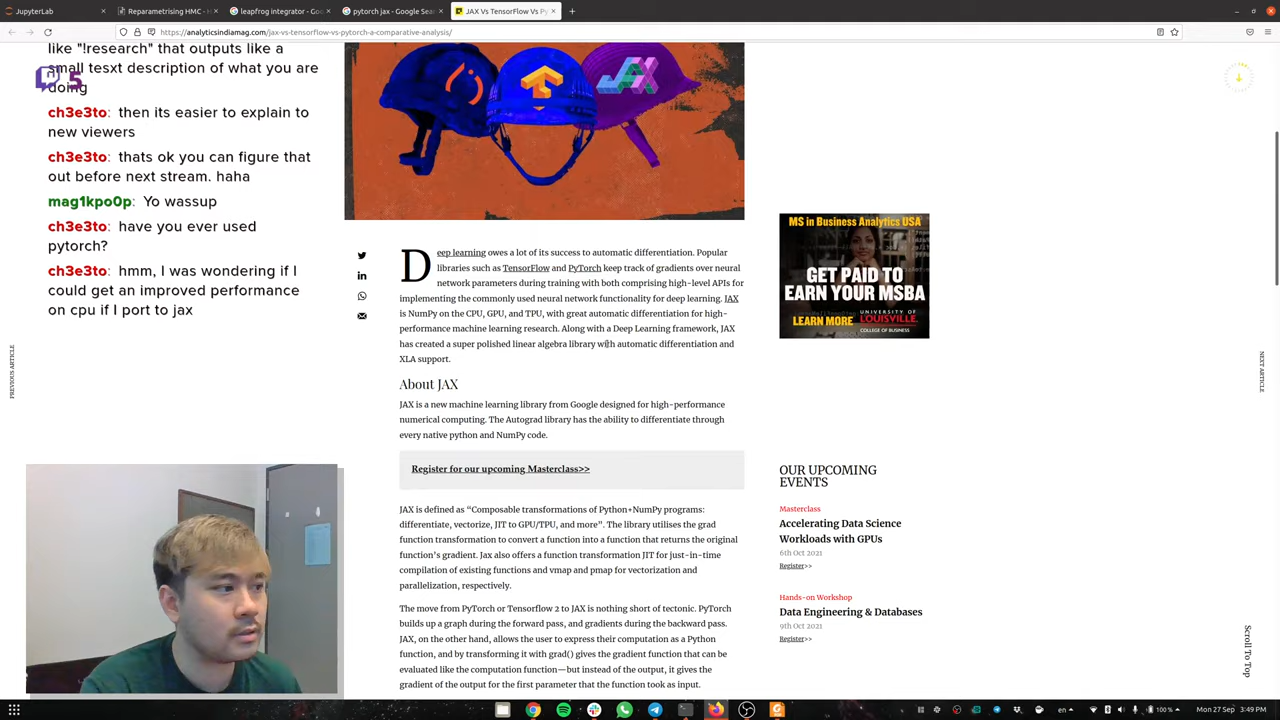 JupyterLab
Reparametrising HMC -
leapfrog integrator - Goo
pytorch jax - Google Sea
JAX Vs TensorFlow Vs Py
https://analyticsindiamag.com/jax-vs-tensorflow-vs-pytorch-a-comparative-analysis/
like "!research" that outputs like a
small tesxt description of what you are
doing
5
ch3e3to: then its easier to explain to
new viewers
ch3e3to: thats ok you can figure that
out before next stream. haha
mag1kpo0p: Yo wassup
ch3e3to: have you ever used
pytorch?
ch3e3to: hmm, I was wondering if I
could get an improved performance
on cpu if I port to jax
PREVIOUS ARTICLE
JAX
Deep learning owes a lot of its success to automatic differentiation. Popular
libraries such as TensorFlow and PyTorch keep track of gradients over neural
network parameters during training with both comprising high-level APIs for
implementing the commonly used neural network functionality for deep learning. JAX
is NumPy on the CPU, GPU, and TPU, with great automatic differentiation for high-
performance machine learning research. Along with a Deep Learning framework, JAX
has created a super polished linear algebra library with automatic differentiation and
XLA support.
About JAX
JAX is a new machine learning library from Google designed for high-performance
numerical computing. The Autograd library has the ability to differentiate through
every native python and NumPy code.
Register for our upcoming Masterclass>>
JAX is defined as “Composable transformations of Python+NumPy programs:
differentiate, vectorize, JIT to GPU/TPU, and more”. The library utilises the grad
function transformation to convert a function into a function that returns the original
function’s gradient. Jax also offers a function transformation JIT for just-in-time
compilation of existing functions and vmap and pmap for vectorization and
parallelization, respectively.
The move from PyTorch or Tensorflow 2 to JAX is nothing short of tectonic. PyTorch
builds up a graph during the forward pass, and gradients during the backward pass.
JAX, on the other hand, allows the user to express their computation as a Python
function, and by transforming it with grad() gives the gradient function that can be
evaluated like the computation function—but instead of the output, it gives the
gradient of the output for the first parameter that the function took as input.
MS in Business Analytics USA
GET PAID TO
EARN YOUR MSBA
LEARN MORE
UNIVERSITY OF
LOUISVILLE
COLLEGE OF BUSINESS
NEXT ARTICLE
OUR UPCOMING
EVENTS
Masterclass
Accelerating Data Science
Workloads with GPUs
6th Oct 2021
Register>>
Hands-on Workshop
Data Engineering & Databases
9th Oct 2021
Register>>
Scroll To Top
100 %
Mon 27 Sep
3:49 PM